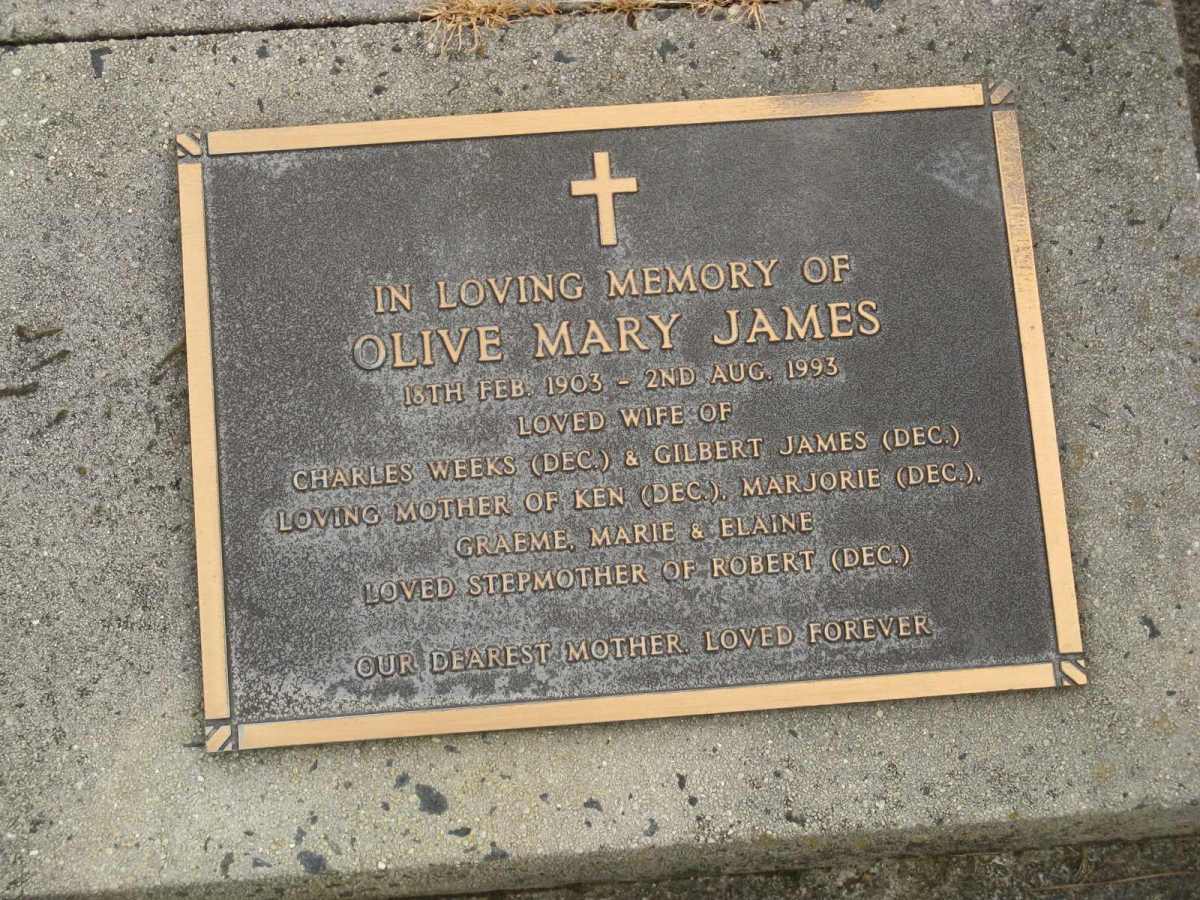 IN LOVING MEMORY OF
OLIVE MARY JAMES
18TH FEB. 1903 - 2ND AUG. 1993
LOVED WIFE OF
CHARLES WEEKS (DEC.) & GILBERT JAMES (DEC.)
LOVING MOTHER OF KEN (DEC.), MARJORIE (DEC.),
GRAEME, MARIE & ELAINE
LOVED STEPMOTHER OF ROBERT (DEC.)
OUR DEAREST MOTHER, LOVED FOREVER